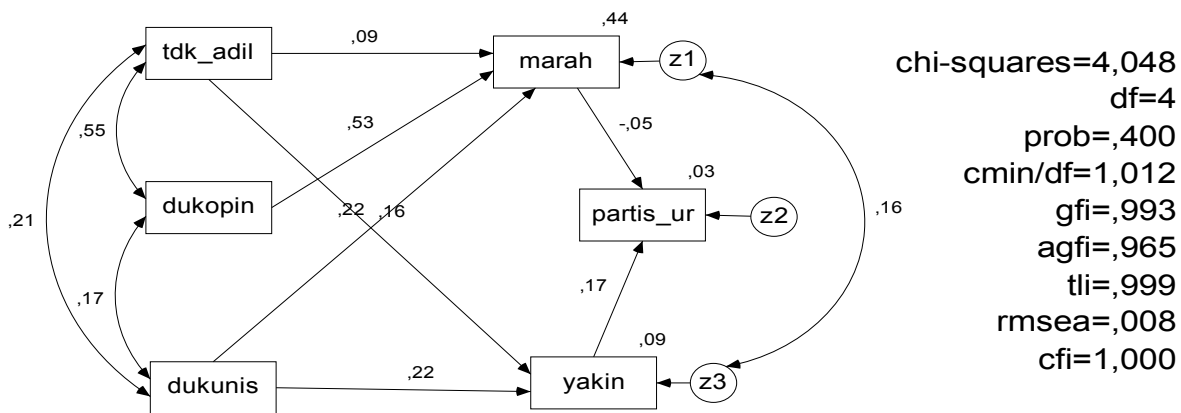 ,44
tdk_adil
,09
marah
z1
,55
,53
-,05
,03
dukopin
,21
,22
,16
partis_ur
z2
,16
,17
,17
,09
dukunis
,22
yakin
z3
chi-squares=4,048
df=4
prob=,400
cmin/df=1,012
gfi=,993
agfi=,965
tli=,999
rmsea=,008
cfi=1,000